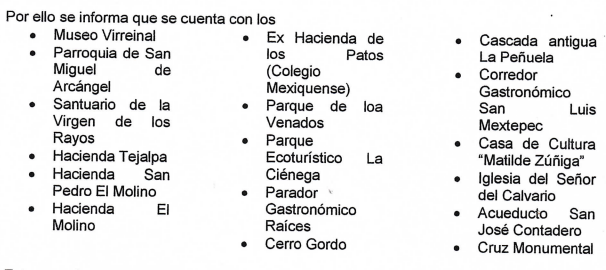 Por ello se informa que se cuenta con los
• Museo Virreinal
• Parroquia de San
Miguel de
Arcángel
• Santuario de la
Virgen de los
Rayos
• Hacienda Tejalpa
• Hacienda San
Pedro El Molino
• Hacienda El
Molino
• Ex Hacienda de
los Patos
(Colegio
Mexiquense)
• Parque de loa
Venados
• Parque
Ecoturístico La
Ciénega
• Parador
Gastronómico
Raíces
• Cerro Gordo
• Cascada antigua
La Peñuela
• Corredor
Gastronómico
San Luis
Mextepec
• Casa de Cultura
"Matilde Zúñiga"
• Iglesia del Señor
del Calvario
• Acueducto San
José Contadero
• Cruz Monumental